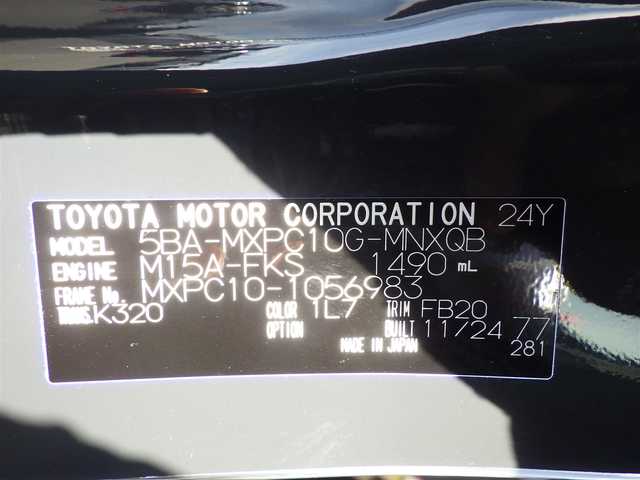 TOYOTA MOTOR CORPORATION 24Y
MODEL 5BA-MXPC10G-MNXQB
ENGINE M15A-FKS 1490 mL
FRAME No. MXPC10-1056983
TRANS. K320 COLOR 1L7 TRIM FB20
OPTION BUILT 11/24 77
MADE IN JAPAN 281